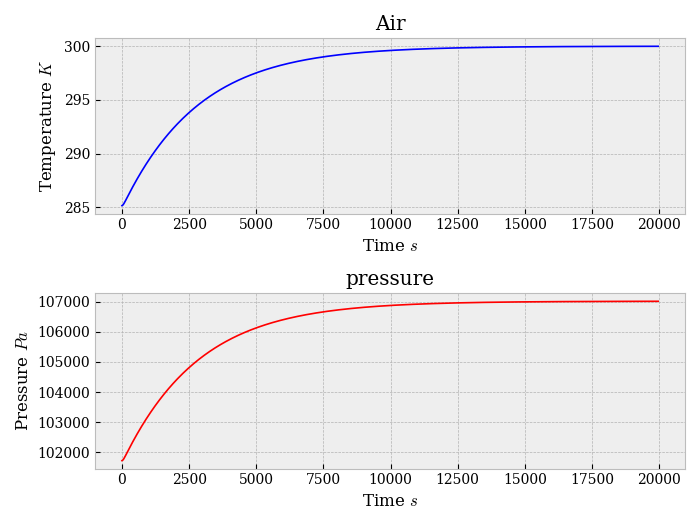 Air
Temperature K
300
295
290
285
0 2500 5000 7500 10000 12500 15000 17500 20000
Time s
pressure
Pressure Pa
107000
106000
105000
104000
103000
102000
0 2500 5000 7500 10000 12500 15000 17500 20000
Time s